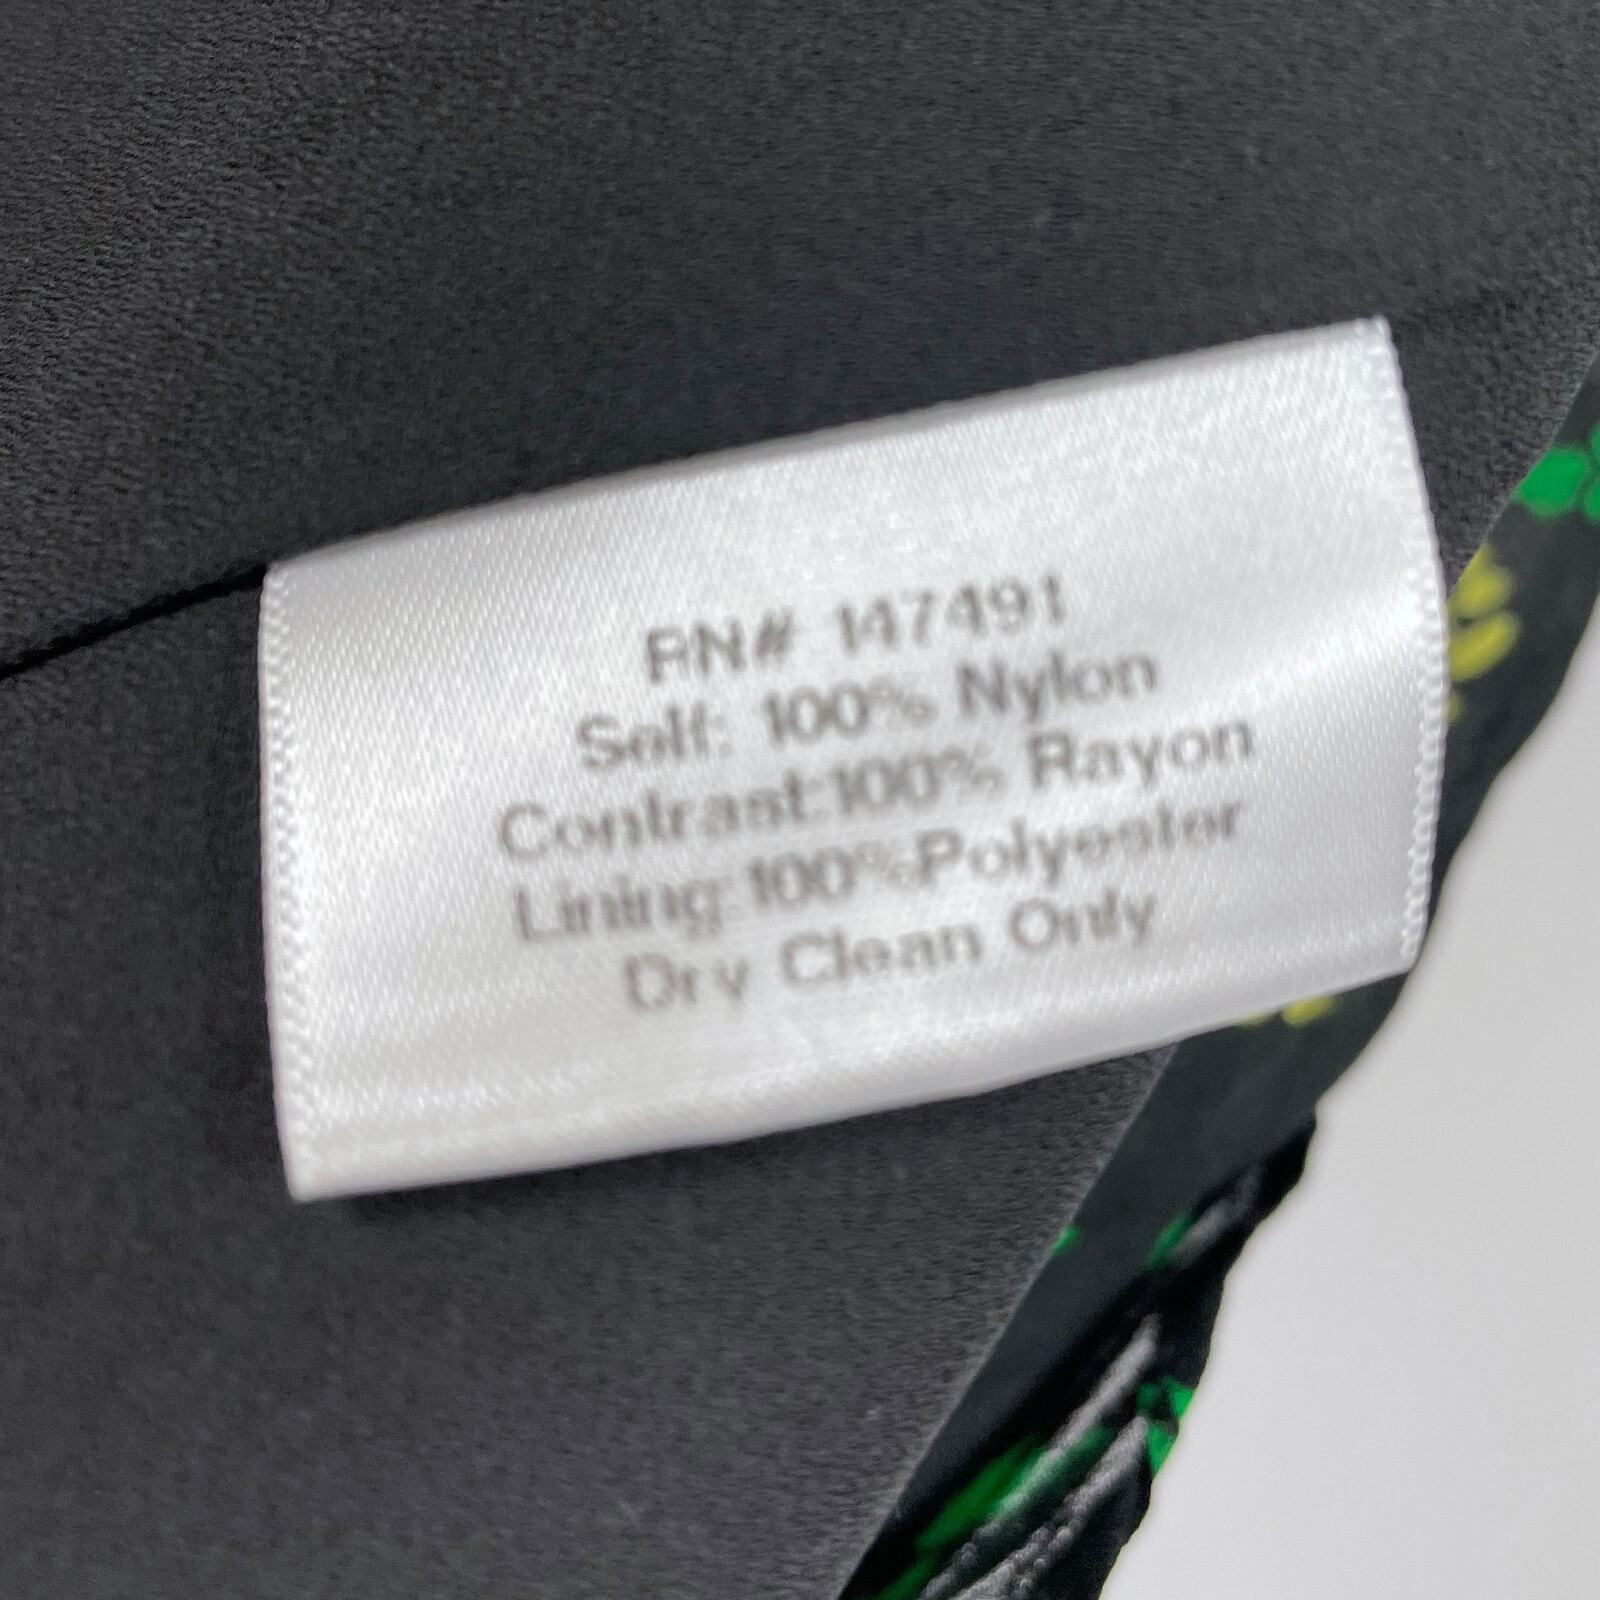 RN# 147491
Self: 100% Nylon
Contrast:100% Rayon
Lining:100%Polyester
Dry Clean Only